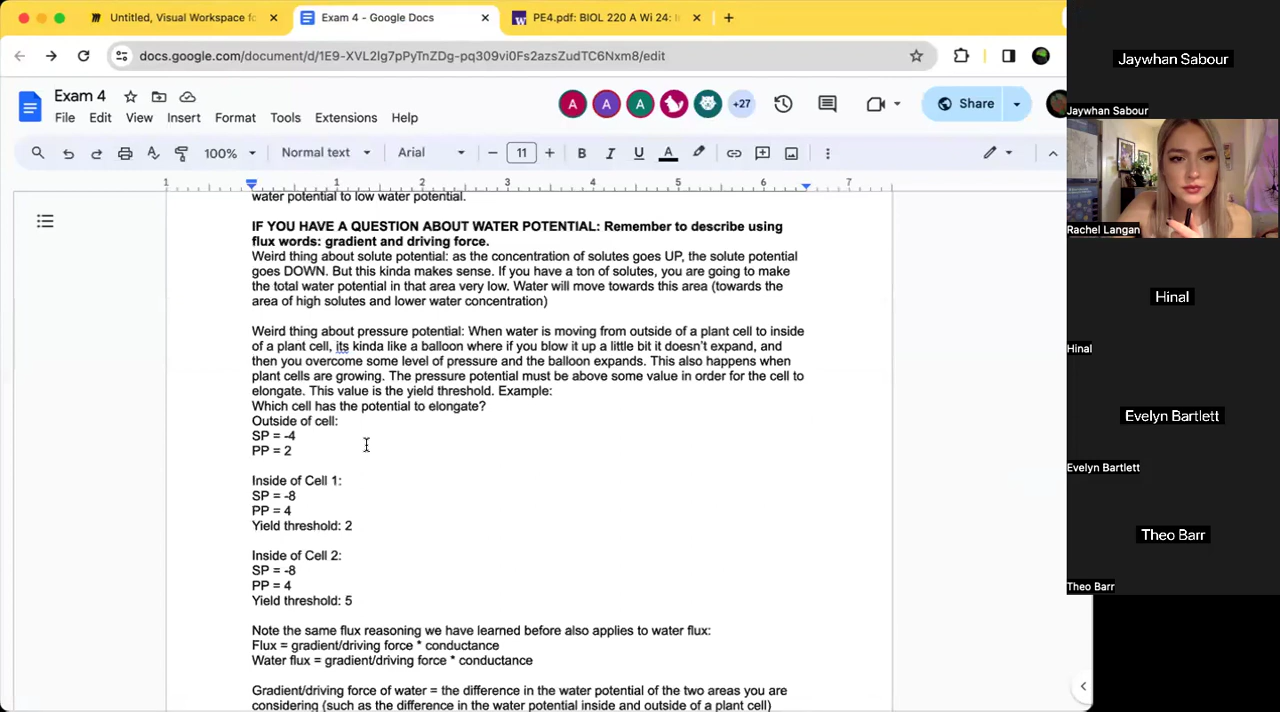 Untitled, Visual Workspace fo
Exam 4 - Google Docs
PE4.pdf: BIOL 220 A Wi 24: I
docs.google.com/document/d/1E9-XVL2lg7pPyTnZDg-pq309vi0Fs2azsZudTC6Nxm8/edit
Exam 4
File Edit View Insert Format Tools Extensions Help
A A A +27
Share
100% Normal text Arial 11 B I U A
1 1 2 3 4 5 6 7
water potential to low water potential.
IF YOU HAVE A QUESTION ABOUT WATER POTENTIAL: Remember to describe using
flux words: gradient and driving force.
Weird thing about solute potential: as the concentration of solutes goes UP, the solute potential
goes DOWN. But this kinda makes sense. If you have a ton of solutes, you are going to make
the total water potential in that area very low. Water will move towards this area (towards the
area of high solutes and lower water concentration)
Weird thing about pressure potential: When water is moving from outside of a plant cell to inside
of a plant cell, its kinda like a balloon where if you blow it up a little bit it doesn't expand, and
then you overcome some level of pressure and the balloon expands. This also happens when
plant cells are growing. The pressure potential must be above some value in order for the cell to
elongate. This value is the yield threshold. Example:
Which cell has the potential to elongate?
Outside of cell:
SP = -4
PP = 2
Inside of Cell 1:
SP = -8
PP = 4
Yield threshold: 2
Inside of Cell 2:
SP = -8
PP = 4
Yield threshold: 5
Note the same flux reasoning we have learned before also applies to water flux:
Flux = gradient/driving force * conductance
Water flux = gradient/driving force * conductance
Gradient/driving force of water = the difference in the water potential of the two areas you are
considering (such as the difference in the water potential inside and outside of a plant cell)
Jaywhan Sabour
Jaywhan Sabour
Rachel Langan
Hinal
Hinal
Evelyn Bartlett
Evelyn Bartlett
Theo Barr
Theo Barr